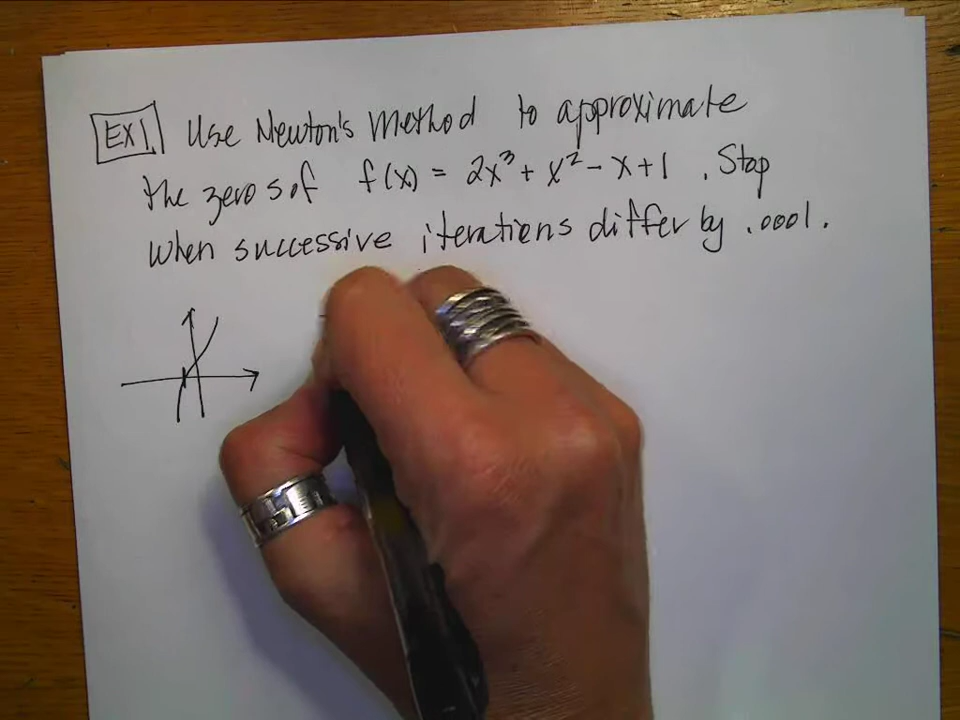 EX1. Use Newton's Method to approximate
the zeros of f(x) = 2x³ + x² - x + 1 . Stop
when successive iterations differ by .0001.